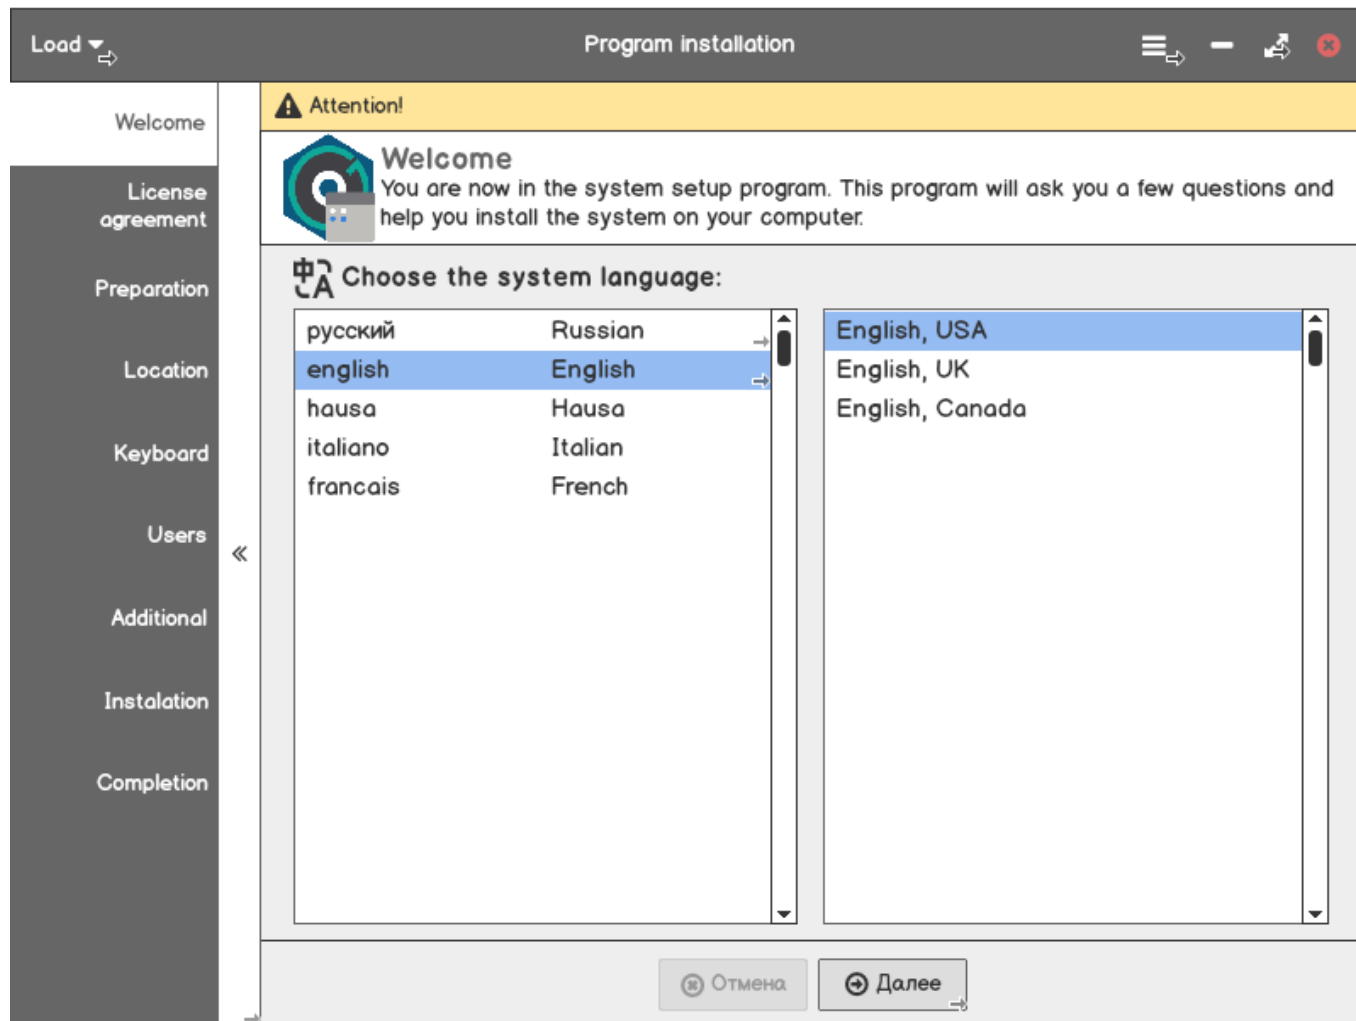 Load
Program installation
Welcome
License
agreement
Preparation
Location
Keyboard
Users
Additional
Instalation
Completion
Attention!
Welcome
You are now in the system setup program. This program will ask you a few questions and
help you install the system on your computer.
Choose the system language:
русский Russian
english English
hausa Hausa
italiano Italian
francais French
English, USA
English, UK
English, Canada
Отмена
Далее